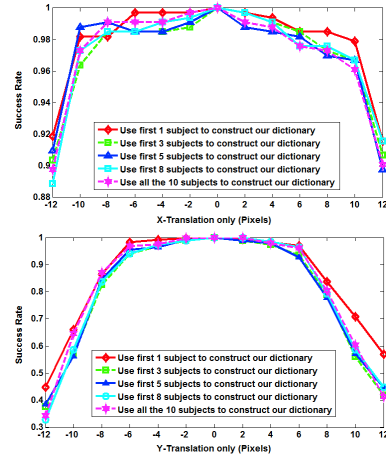 1
0.98
0.96
0.94
0.92
0.9
0.88
Success Rate
Use first 1 subject to construct our dictionary
Use first 3 subject to construct our dictionary
Use first 5 subject to construct our dictionary
Use first 8 subject to construct our dictionary
Use all the 10 subjects to construct our dictionary
-12 -10 -8 -6 -4 -2 0 2 4 6 8 10 12
X-Translation only (Pixels)
1
0.9
0.8
0.7
0.6
0.5
0.4
0.3
Success Rate
Use first 1 subject to construct our dictionary
Use first 3 subject to construct our dictionary
Use first 5 subject to construct our dictionary
Use first 8 subject to construct our dictionary
Use all the 10 subjects to construct our dictionary
-12 -10 -8 -6 -4 -2 0 2 4 6 8 10 12
Y-Translation only (Pixels)